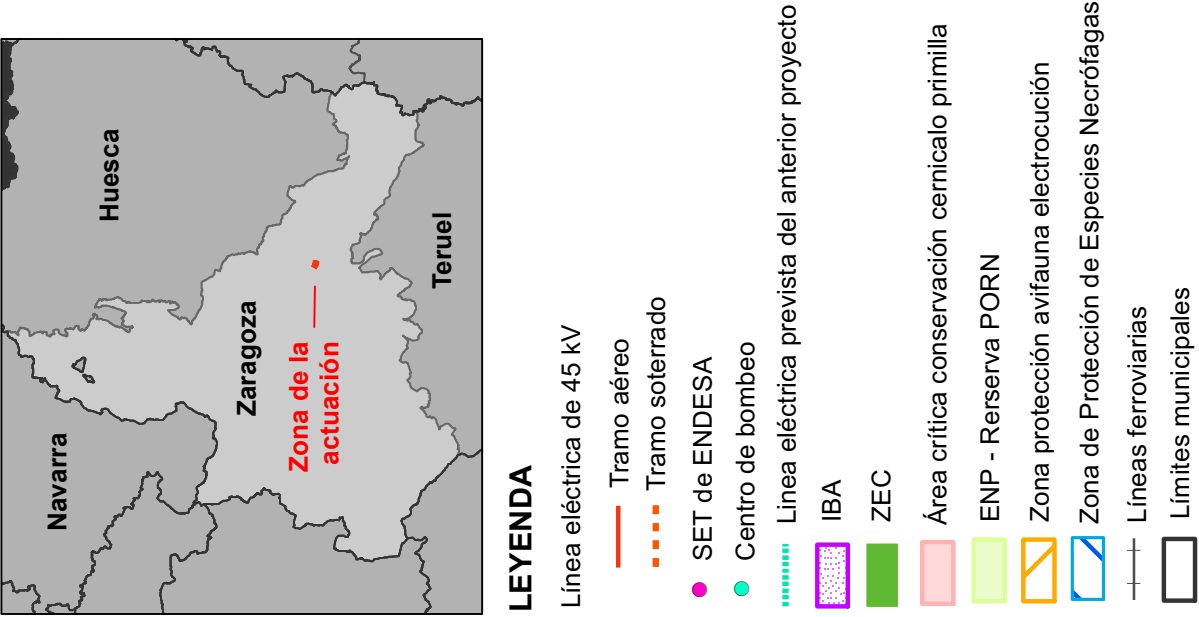 Navarra
Huesca
Zaragoza
Zona de la
actuación
Teruel
LEYENDA
Línea eléctrica de 45 kV
Tramo aéreo
Tramo soterrado
SET de ENDESA
Centro de bombeo
Línea eléctrica prevista del anterior proyecto
IBA
ZEC
Área crítica conservación cernicalo primilla
ENP - Rerserva PORN
Zona protección avifauna electrocución
Zona de Protección de Especies Necrófagas
Líneas ferroviarias
Límites municipales